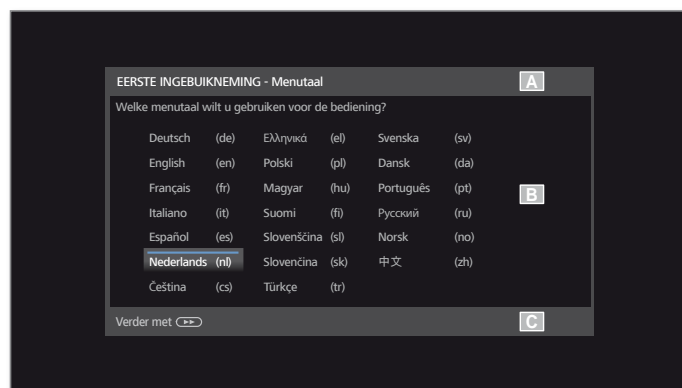 EERSTE INGEBUIKNEMING - Menutaal A
Welke menutaal wilt u gebruiken voor de bediening?
Deutsch (de) Ελληνικά (el) Svenska (sv)
English (en) Polski (pl) Dansk (da)
Français (fr) Magyar (hu) Português (pt) B
Italiano (it) Suomi (fi) Русский (ru)
Español (es) Slovenščina (sl) Norsk (no)
Nederlands (nl) Slovenčina (sk) 中文 (zh)
Čeština (cs) Türkçe (tr)
Verder met C